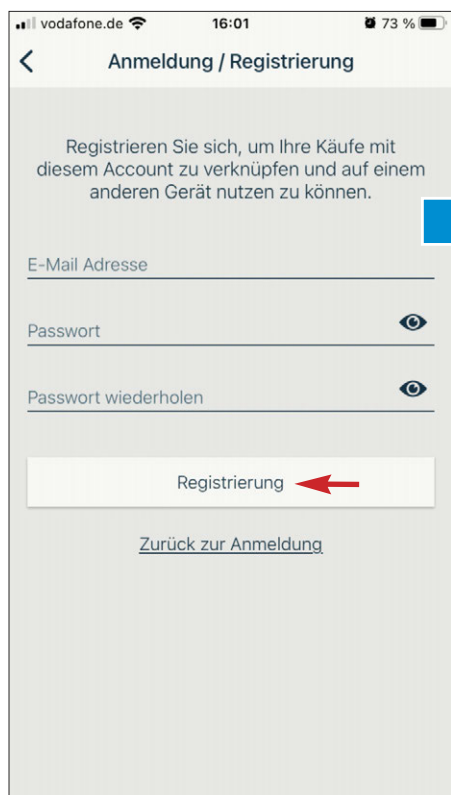 vodafone.de 16:01 73 %
Anmeldung / Registrierung
Registrieren Sie sich, um Ihre Käufe mit
diesem Account zu verknüpfen und auf einem
anderen Gerät nutzen zu können.
E-Mail Adresse
Passwort
Passwort wiederholen
Registrierung
Zurück zur Anmeldung